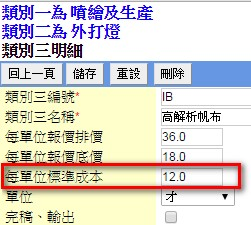 類別一為 噴繪及生產
類別二為 外打燈
類別三明細
回上一頁 儲存 重設 刪除
類別三編號* IB
類別三名稱* 高解析帆布
每單位報價排價 36.0
每單位報價底價 18.0
每單位標準成本 12.0
單位 才
完稿、輸出